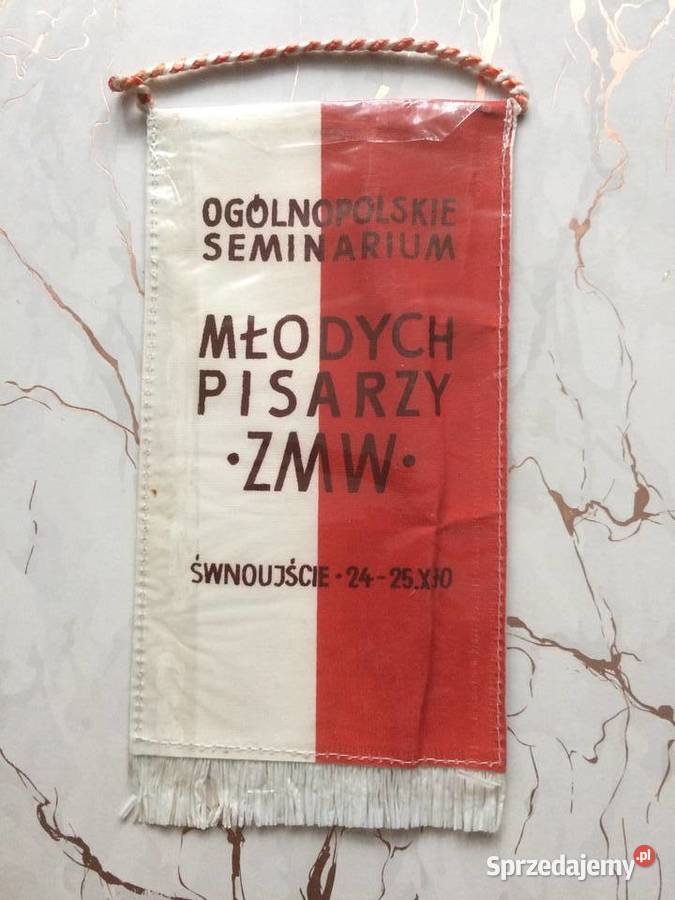 OGÓLNOPOLSKIE
SEMINARIUM
MŁODYCH
PISARZY
•ZMW•
ŚWNOUJŚCIE • 24-25.
Sprzedajemy.pl